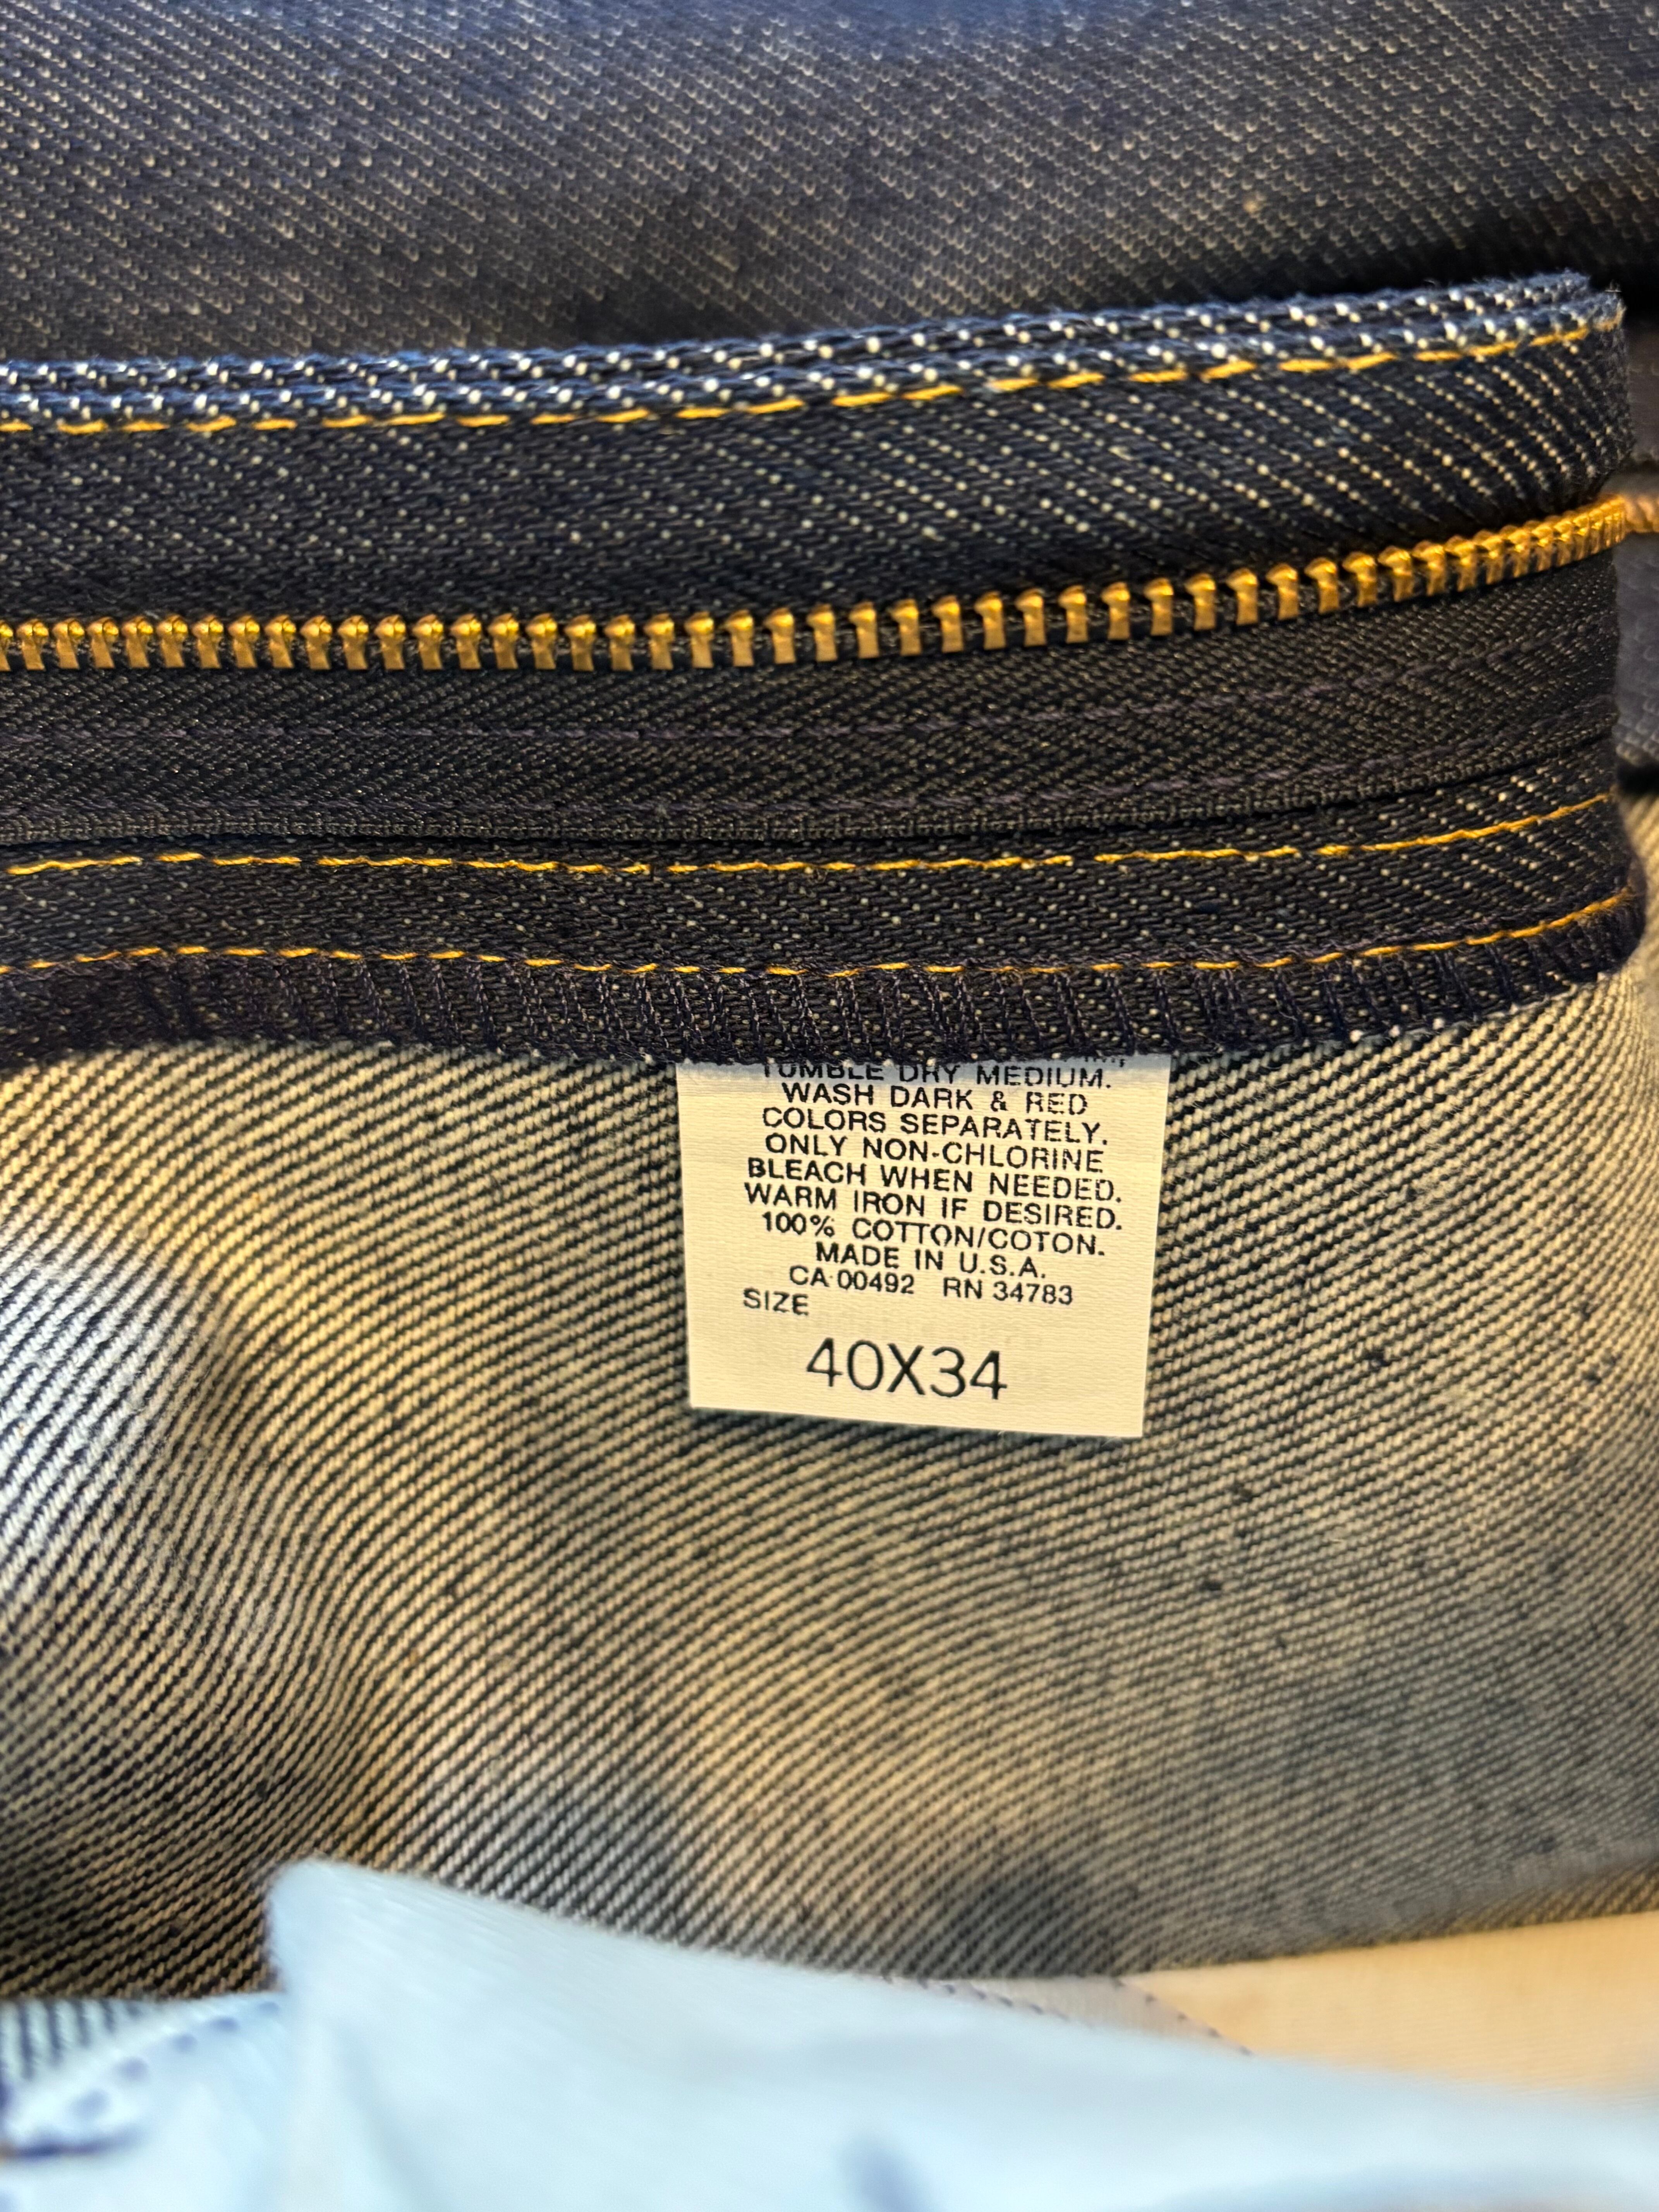 TUMBLE DRY MEDIUM.
WASH DARK & RED
COLORS SEPARATELY.
ONLY NON-CHLORINE
BLEACH WHEN NEEDED.
WARM IRON IF DESIRED.
100% COTTON/COTON.
MADE IN U.S.A.
CA 00492 RN 34783
SIZE
40X34